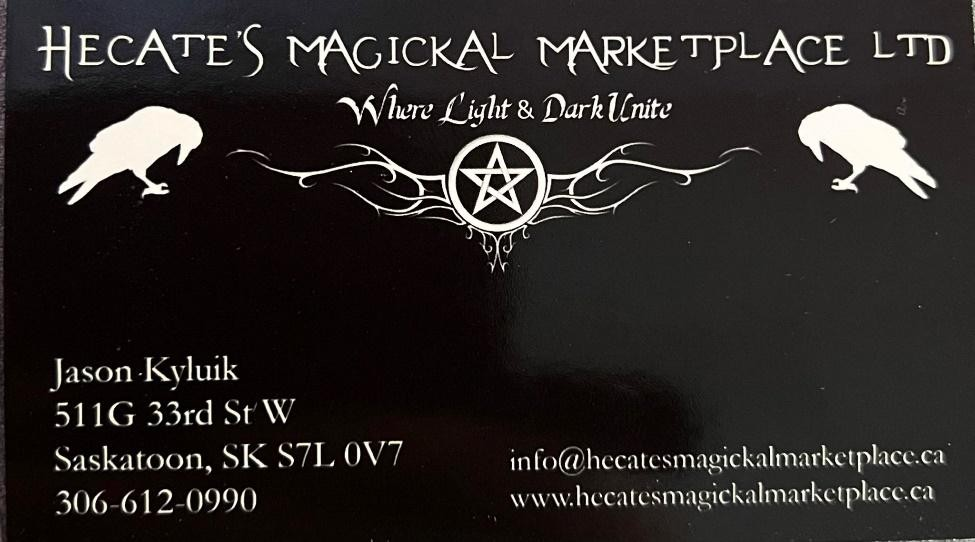 HECATE'S MAGICKAL MARKETPLACE LTD
Where Light & Dark Unite
Jason Kyluik
511G 33rd St W
Saskatoon, SK S7L 0V7
306-612-0990
info@hecatesmagickalmarketplace.ca
www.hecatesmagickalmarketplace.ca